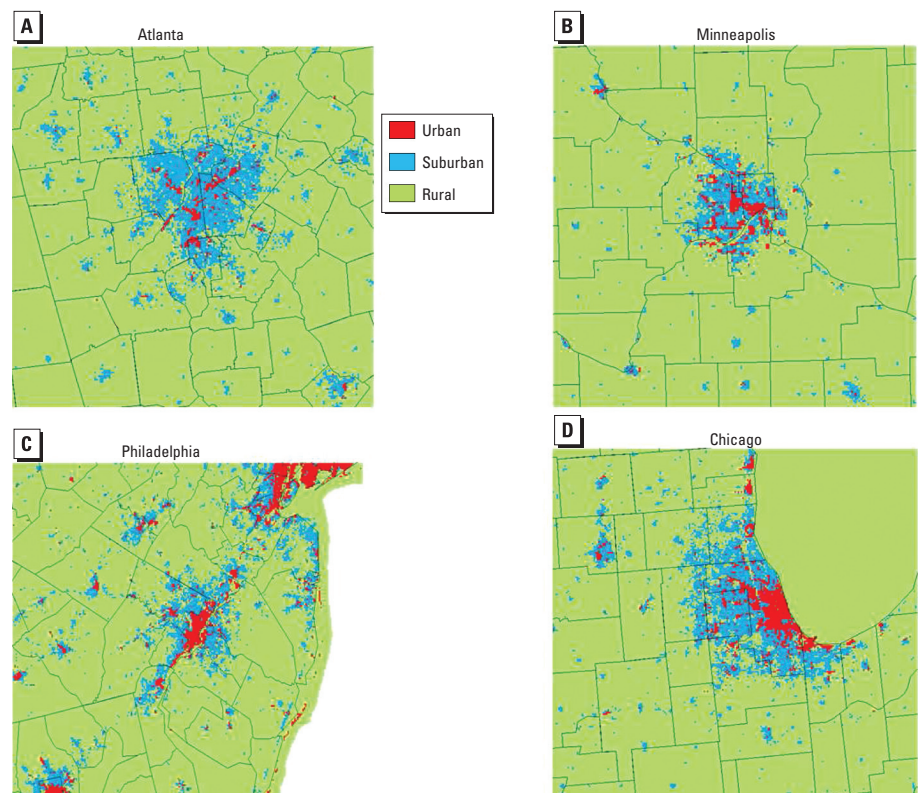 A
Atlanta
B
Minneapolis
Urban
Suburban
Rural
C
Philadelphia
D
Chicago